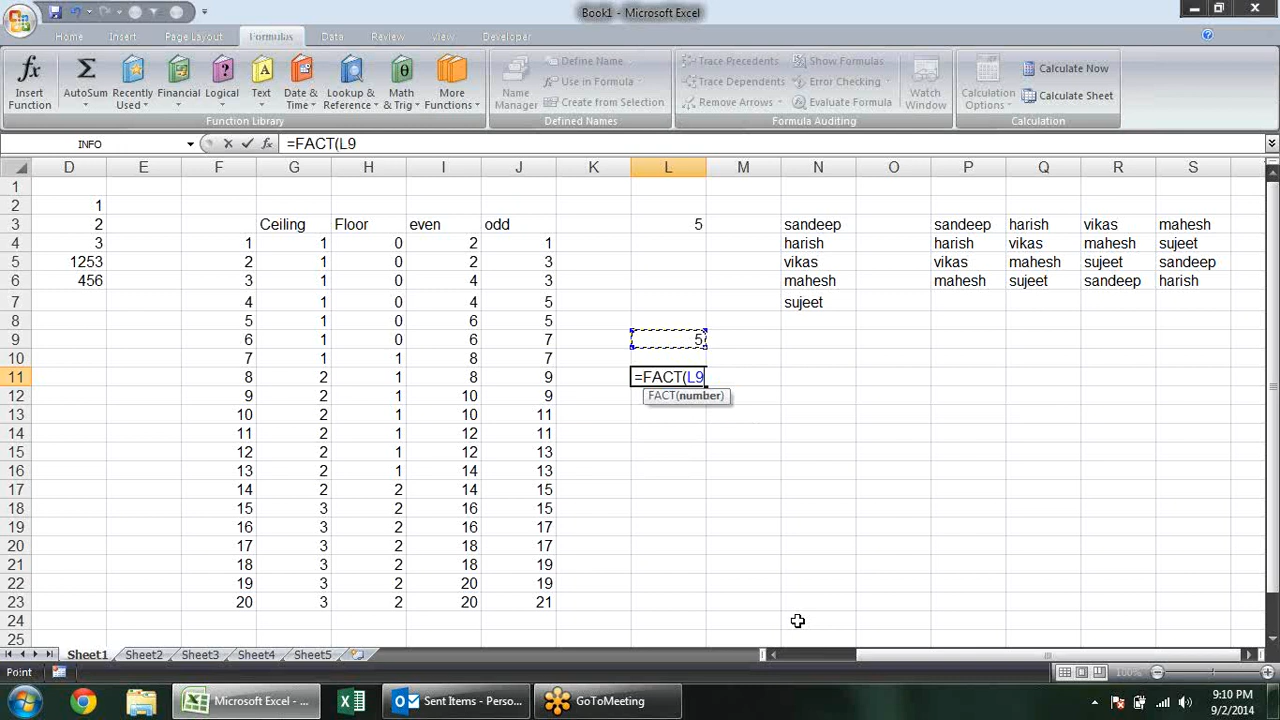 Book1 - Microsoft Excel
Home Insert Page Layout Formulas Data Review View Developer
Insert Function
AutoSum
Recently Used
Financial
Logical
Text
Date & Time
Lookup & Reference
Math & Trig
More Functions
Function Library
Name Manager
Define Name
Use in Formula
Create from Selection
Defined Names
Trace Precedents
Trace Dependents
Remove Arrows
Show Formulas
Error Checking
Evaluate Formula
Watch Window
Formula Auditing
Calculation Options
Calculate Now
Calculate Sheet
Calculation
INFO fx =FACT(L9
D E F G H I J K L M N O P Q R S
1
2 1
3 2 Ceiling Floor even odd 5 sandeep sandeep harish vikas mahesh
4 3 1 1 0 2 1 harish harish vikas mahesh sujeet
5 1253 2 1 0 2 3 vikas vikas mahesh sujeet sandeep
6 456 3 1 0 4 3 mahesh mahesh sujeet sandeep harish
7 4 1 0 4 5 sujeet
8 5 1 0 6 5
9 6 1 0 6 7 5
10 7 1 1 8 7
11 8 2 1 8 9 =FACT(L9
12 9 2 1 10 9 FACT(number)
13 10 2 1 10 11
14 11 2 1 12 11
15 12 2 1 12 13
16 13 2 1 14 13
17 14 2 2 14 15
18 15 3 2 16 15
19 16 3 2 16 17
20 17 3 2 18 17
21 18 3 2 18 19
22 19 3 2 20 19
23 20 3 2 20 21
24
25
Sheet1 Sheet2 Sheet3 Sheet4 Sheet5
Point 100%
Microsoft Excel - ... Sent Items - Perso... GoToMeeting
9:10 PM
9/2/2014